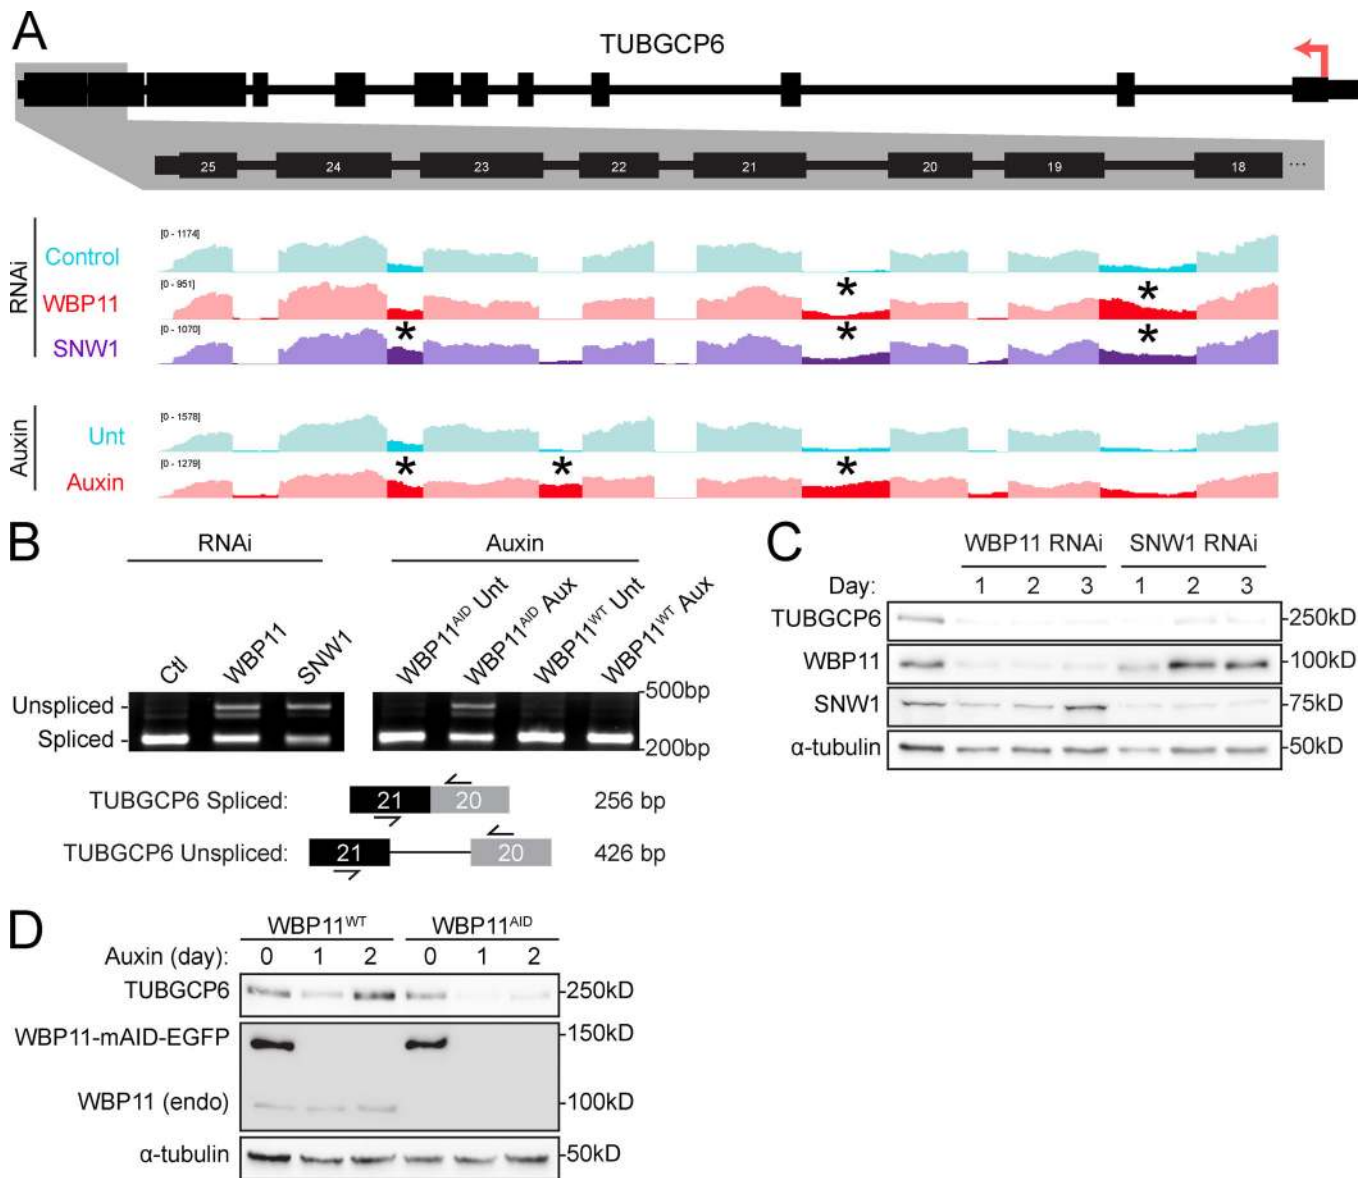 A
TUBGCP6
25 24 23 22 21 20 19 18 ...
RNAi
Control
[0 - 1174]
WBP11
[0 - 951]
* *
SNW1
[0 - 1070]
* * *
Auxin
Unt
[0 - 1578]
Auxin
[0 - 1279]
* * *
B
RNAi Auxin
Ctl WBP11 SNW1 WBP11AID Unt WBP11AID Aux WBP11WT Unt WBP11WT Aux
Unspliced -
Spliced -
-500bp
-200bp
TUBGCP6 Spliced: 21 20 256 bp
TUBGCP6 Unspliced: 21 20 426 bp
C
WBP11 RNAi SNW1 RNAi
Day: 1 2 3 1 2 3
TUBGCP6 -250kD
WBP11 -100kD
SNW1 -75kD
α-tubulin -50kD
D
WBP11WT WBP11AID
Auxin (day): 0 1 2 0 1 2
TUBGCP6 -250kD
WBP11-mAID-EGFP -150kD
WBP11 (endo) -100kD
α-tubulin -50kD